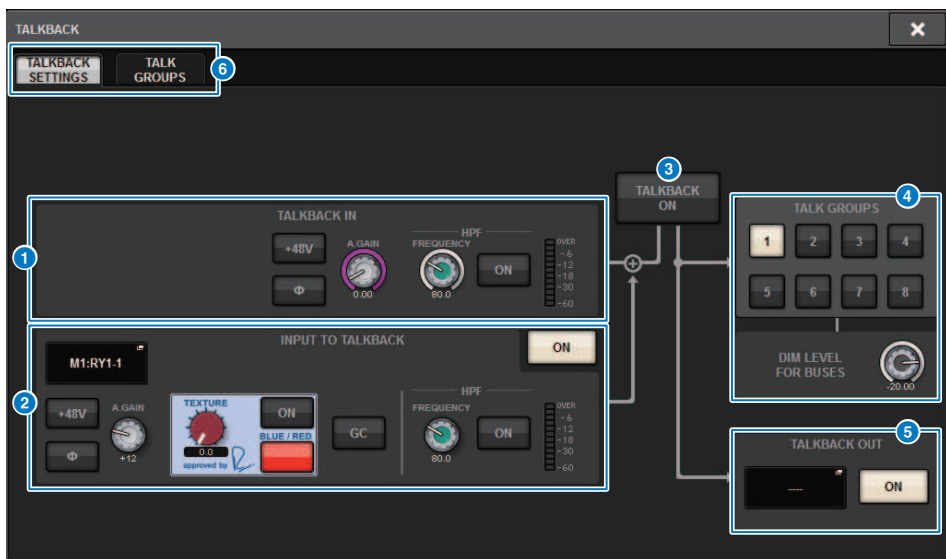 TALKBACK
×
TALKBACK
SETTINGS
TALK
GROUPS
6
3
TALKBACK
ON
4
TALK GROUPS
1 2 3 4
5 6 7 8
DIM LEVEL
FOR BUSES
-20.00
1
TALKBACK IN
+48V
Φ
A.GAIN
0.00
HPF
FREQUENCY
80.0
ON
OVER
-6
-12
-18
-30
-60
2
INPUT TO TALKBACK
ON
M1:RY1-1
+48V
Φ
A.GAIN
+12
TEXTURE
0.0
approved by
ON
BLUE / RED
GC
HPF
FREQUENCY
80.0
ON
OVER
-6
-12
-18
-30
-60
5
TALKBACK OUT
----
ON